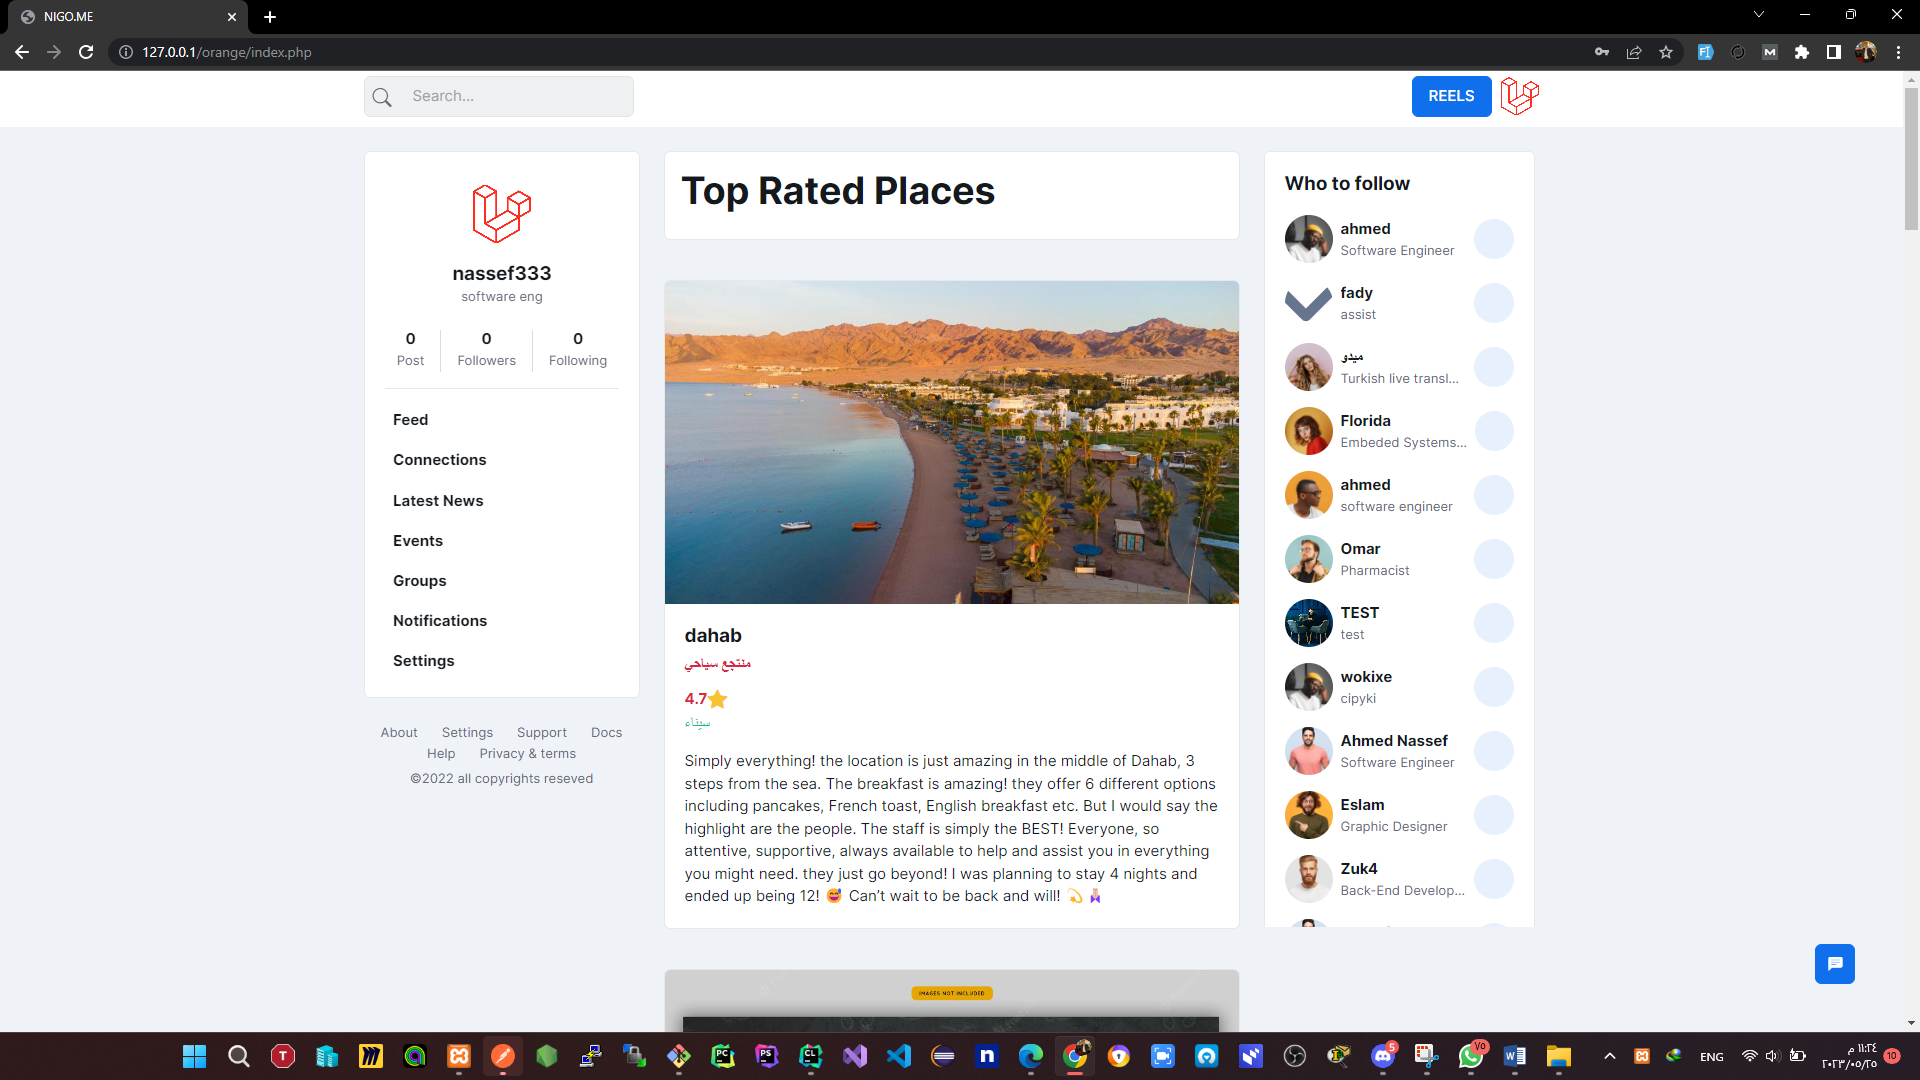 NIGO.ME
127.0.0.1/orange/index.php
Search...
REELS
nassef333
software eng
0 0 0
Post Followers Following
Feed
Connections
Latest News
Events
Groups
Notifications
Settings
About Settings Support Docs
Help Privacy & terms
©2022 all copyrights reseved
Top Rated Places
dahab
منتجع سياحي
4.7⭐
سيناء
Simply everything! the location is just amazing in the middle of Dahab, 3
steps from the sea. The breakfast is amazing! they offer 6 different options
including pancakes, French toast, English breakfast etc. But I would say the
highlight are the people. The staff is simply the BEST! Everyone, so
attentive, supportive, always available to help and assist you in everything
you might need. they just go beyond! I was planning to stay 4 nights and
ended up being 12! 😅 Can’t wait to be back and will! 💫
IMAGES NOT INCLUDED
Who to follow
ahmed
Software Engineer
fady
assist
ميدو
Turkish live transl...
Florida
Embeded Systems...
ahmed
software engineer
Omar
Pharmacist
TEST
test
wokixe
cipyki
Ahmed Nassef
Software Engineer
Eslam
Graphic Designer
Zuk4
Back-End Develop...
ENG
١١:٢٤ م
٢٠٢٣/٠٥/٢٥
10